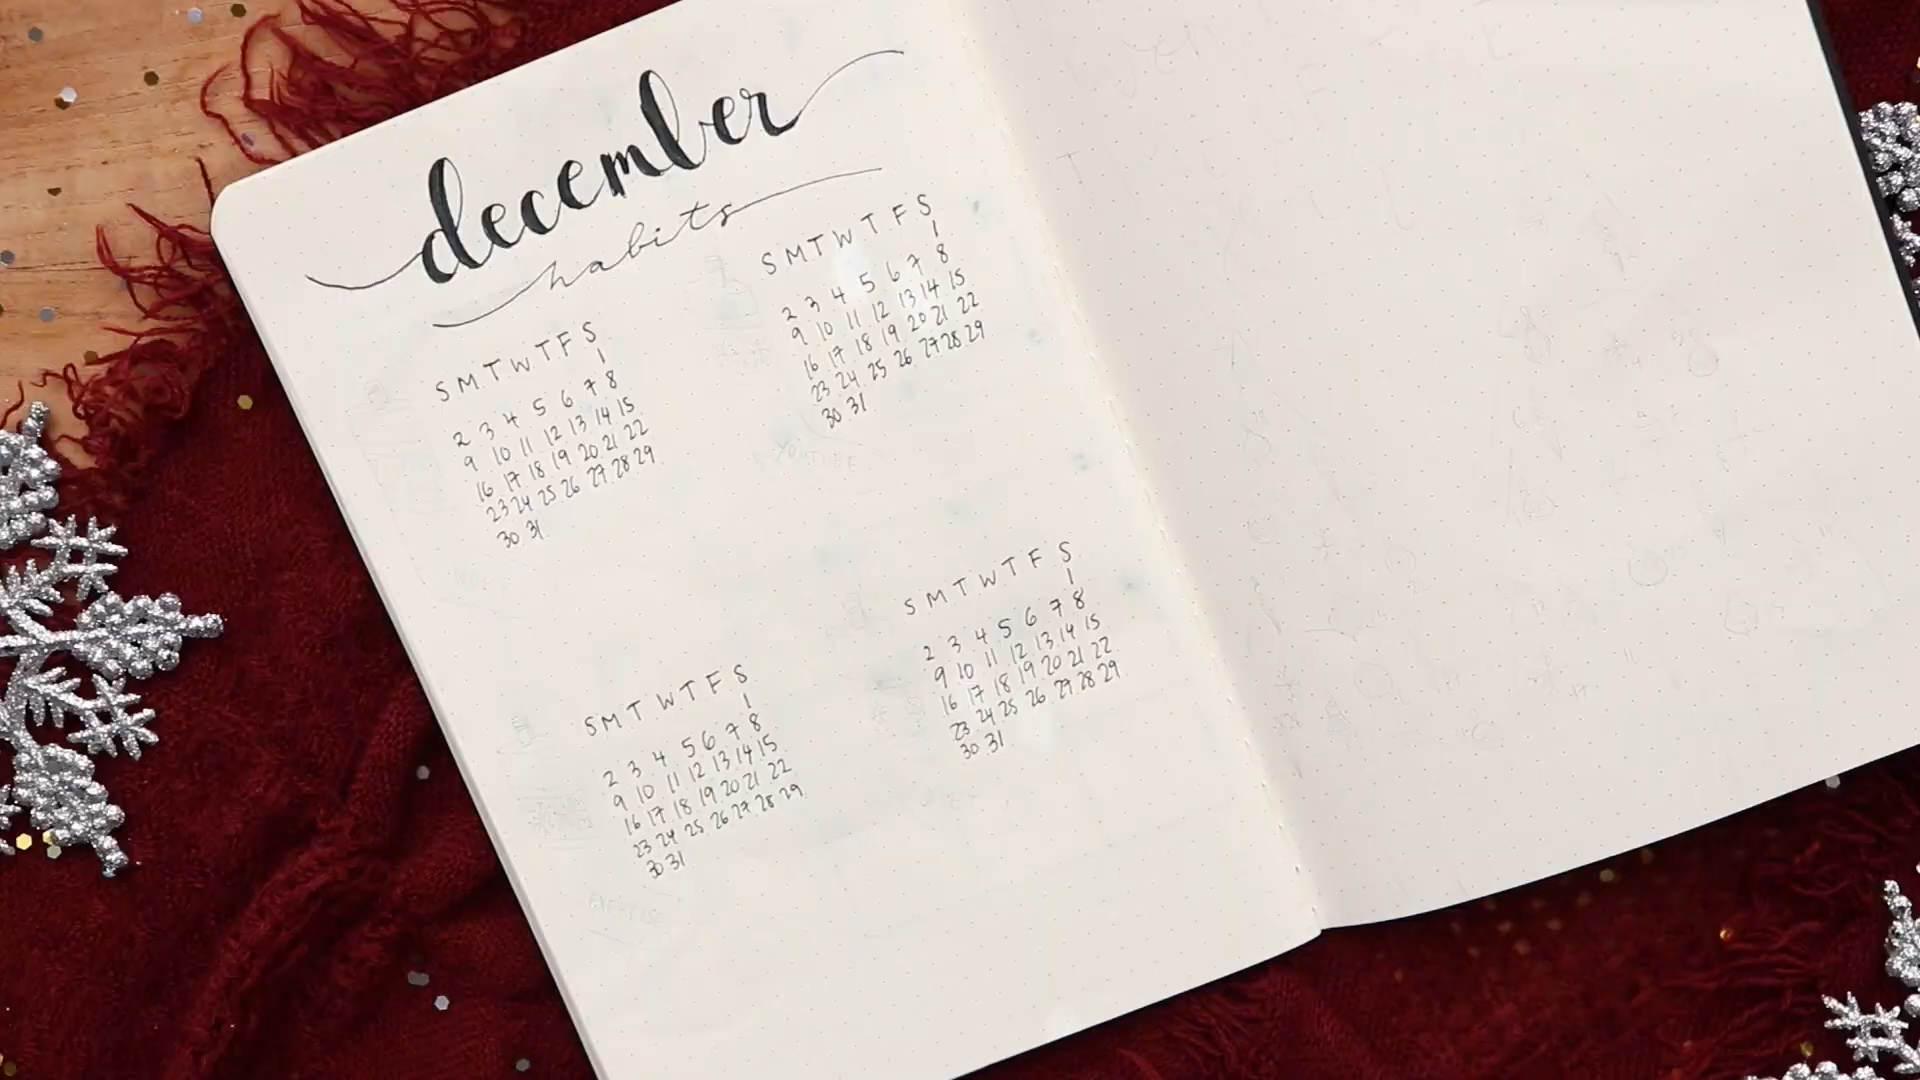 december
habits
S M T W T F S
1
2 3 4 5 6 7 8
9 10 11 12 13 14 15
16 17 18 19 20 21 22
23 24 25 26 27 28 29
30 31
S M T W T F S
1
2 3 4 5 6 7 8
9 10 11 12 13 14 15
16 17 18 19 20 21 22
23 24 25 26 27 28 29
30 31
YOUTUBE
S M T W T F S
1
2 3 4 5 6 7 8
9 10 11 12 13 14 15
16 17 18 19 20 21 22
23 24 25 26 27 28 29
30 31
EXERCISE
S M T W T F S
1
2 3 4 5 6 7 8
9 10 11 12 13 14 15
16 17 18 19 20 21 22
23 24 25 26 27 28 29
30 31